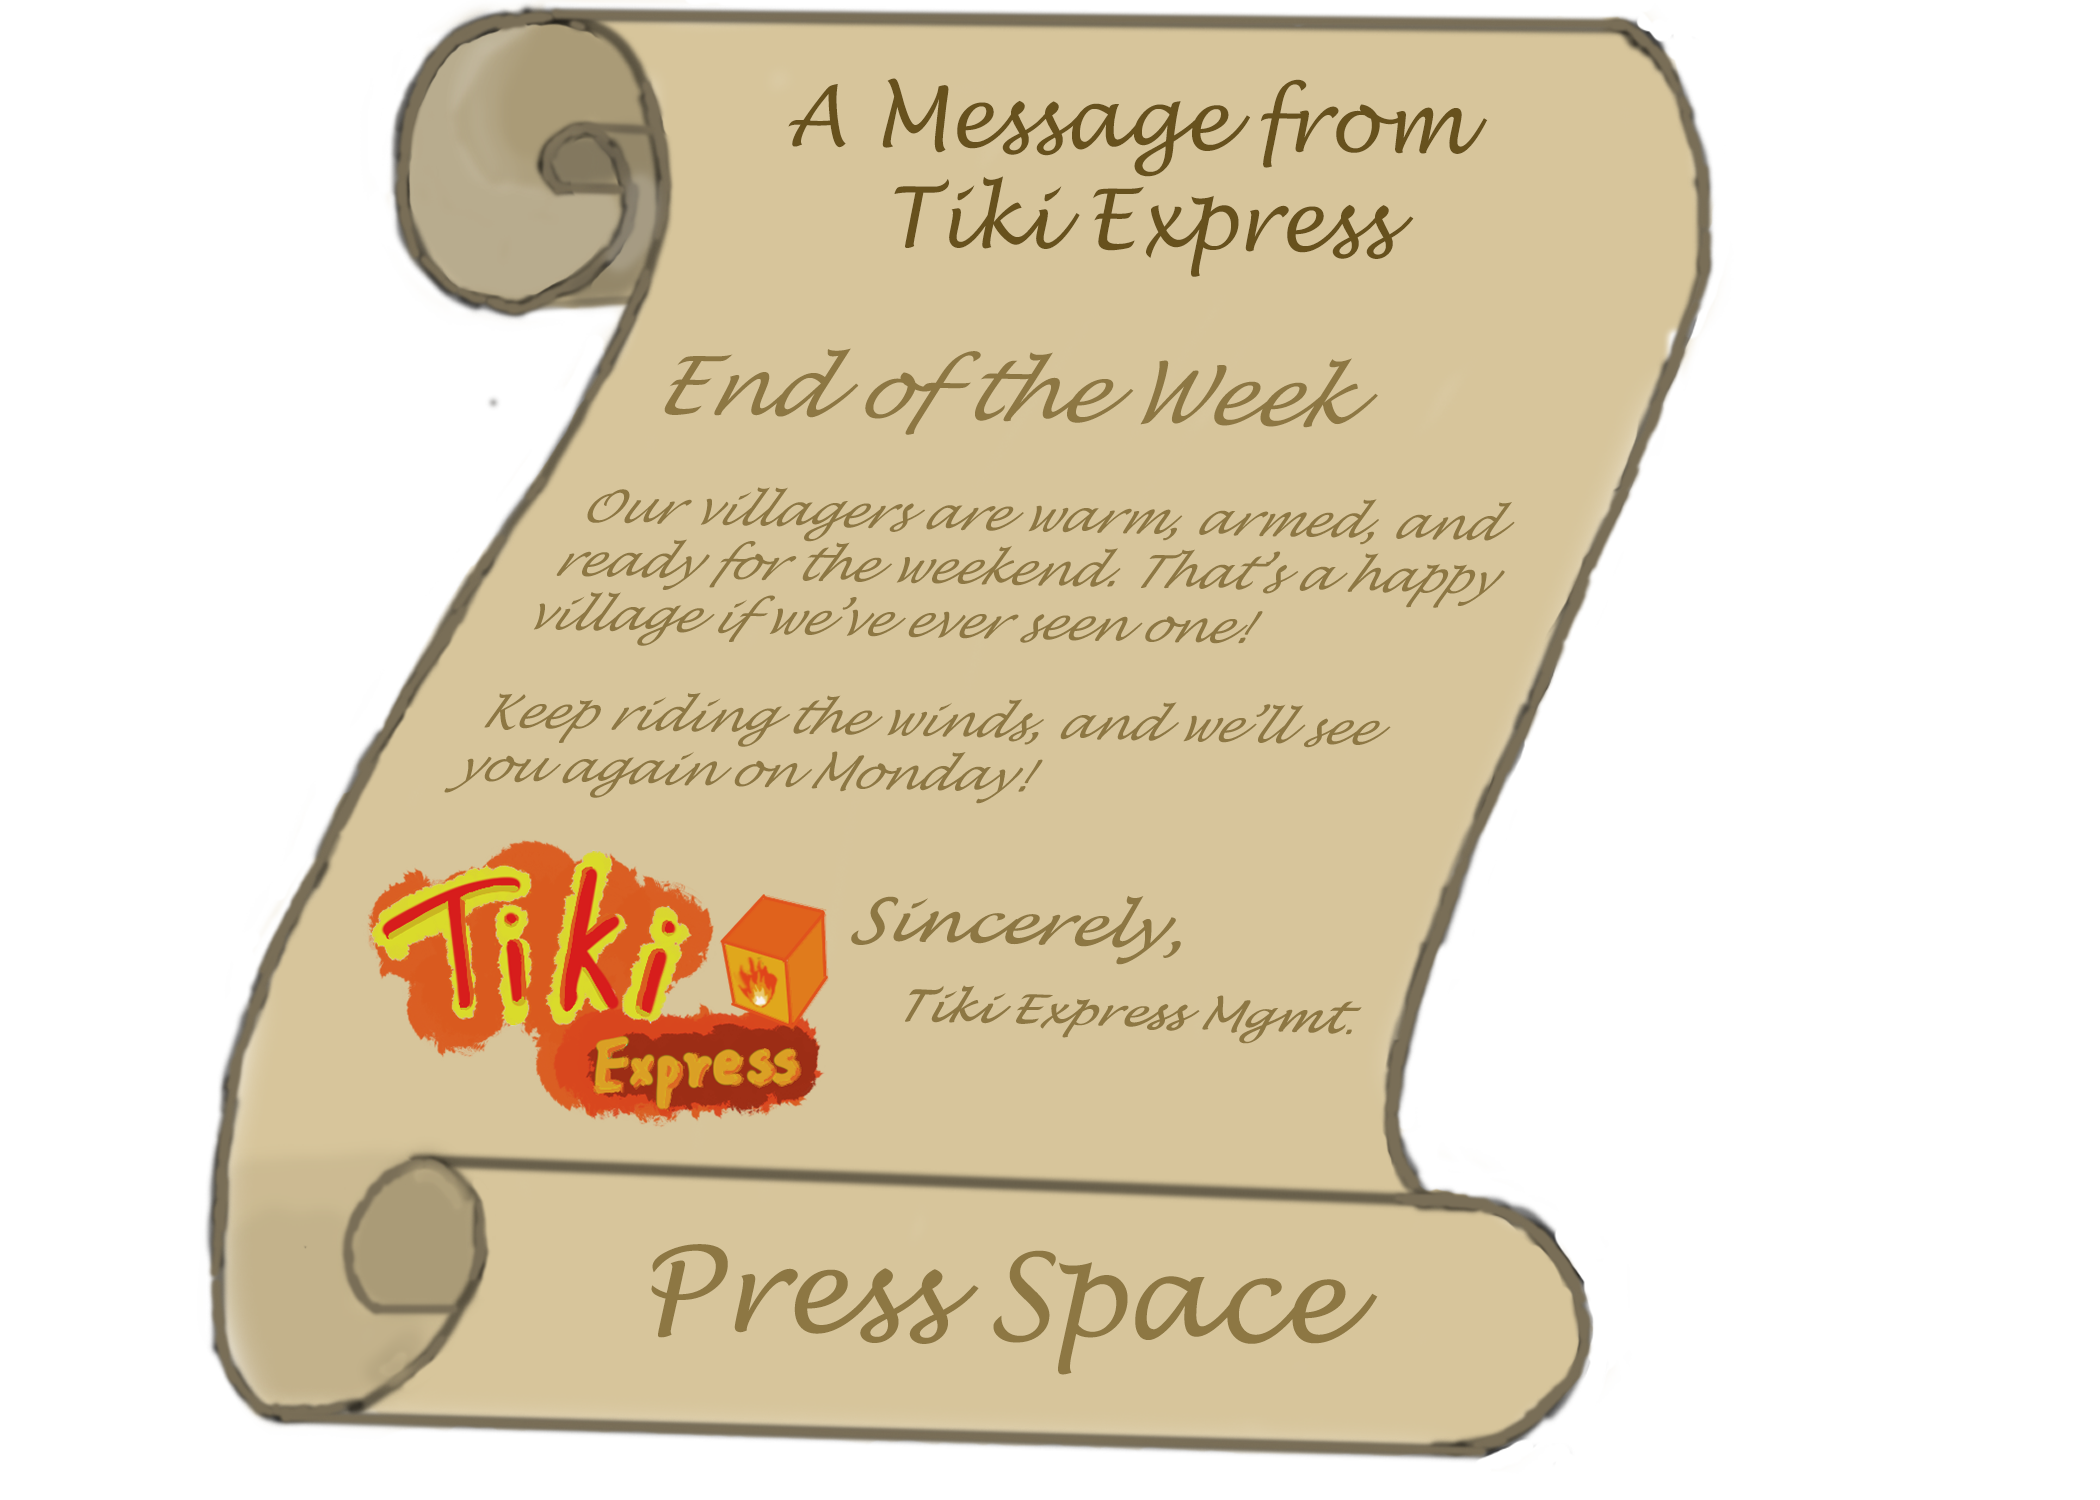 A Message from
Tiki Express
End of the Week
Our villagers are warm, armed, and
ready for the weekend. That's a happy
village if we've ever seen one!
Keep riding the winds, and we'll see
you again on Monday!
Tiki
Express
Sincerely,
Tiki Express Mgmt.
Press Space